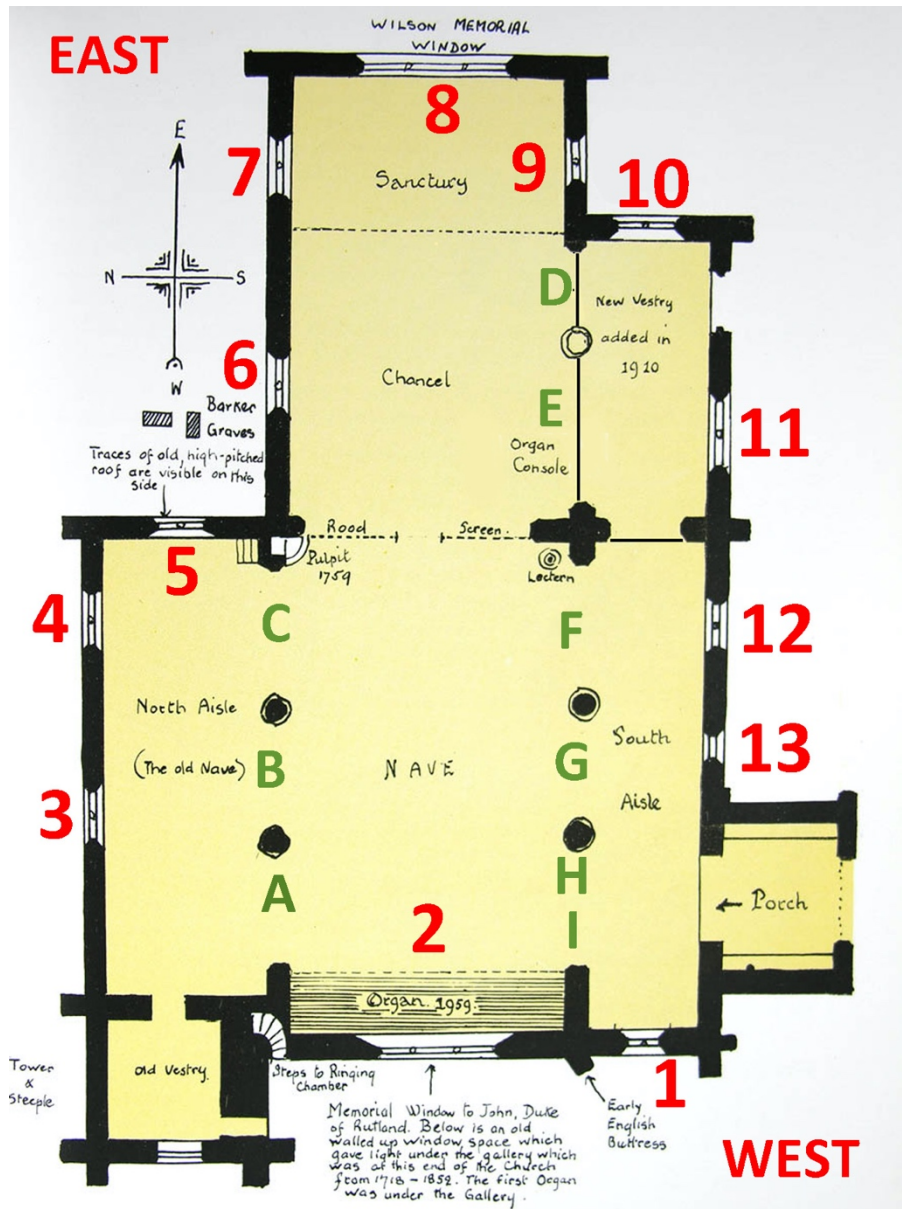 WILSON MEMORIAL
WINDOW
EAST
8
7
9
10
Sanctury
E
N
S
W
D
New Vestry
added in
1910
6
Chancel
E
Organ
Console
11
Barker
Graves
Traces of old, high-pitched
roof are visible on this
side
Rood
Screen.
5
Pulpit
1759
Lectern
4
C
F
12
North Aisle
(The old Nave)
B
NAVE
G
South
Aisle
13
3
A
H
I
2
← Porch
Organ. 1959.
Tower
&
Steeple
old Vestry.
Steps to Ringing
Chamber
1
Early
English
Buttress
Memorial Window to John, Duke
of Rutland. Below is an old
walled up window space which
gave light under the gallery which
was at this end of the Church
from 1718 - 1852. The first Organ
was under the Gallery.
WEST